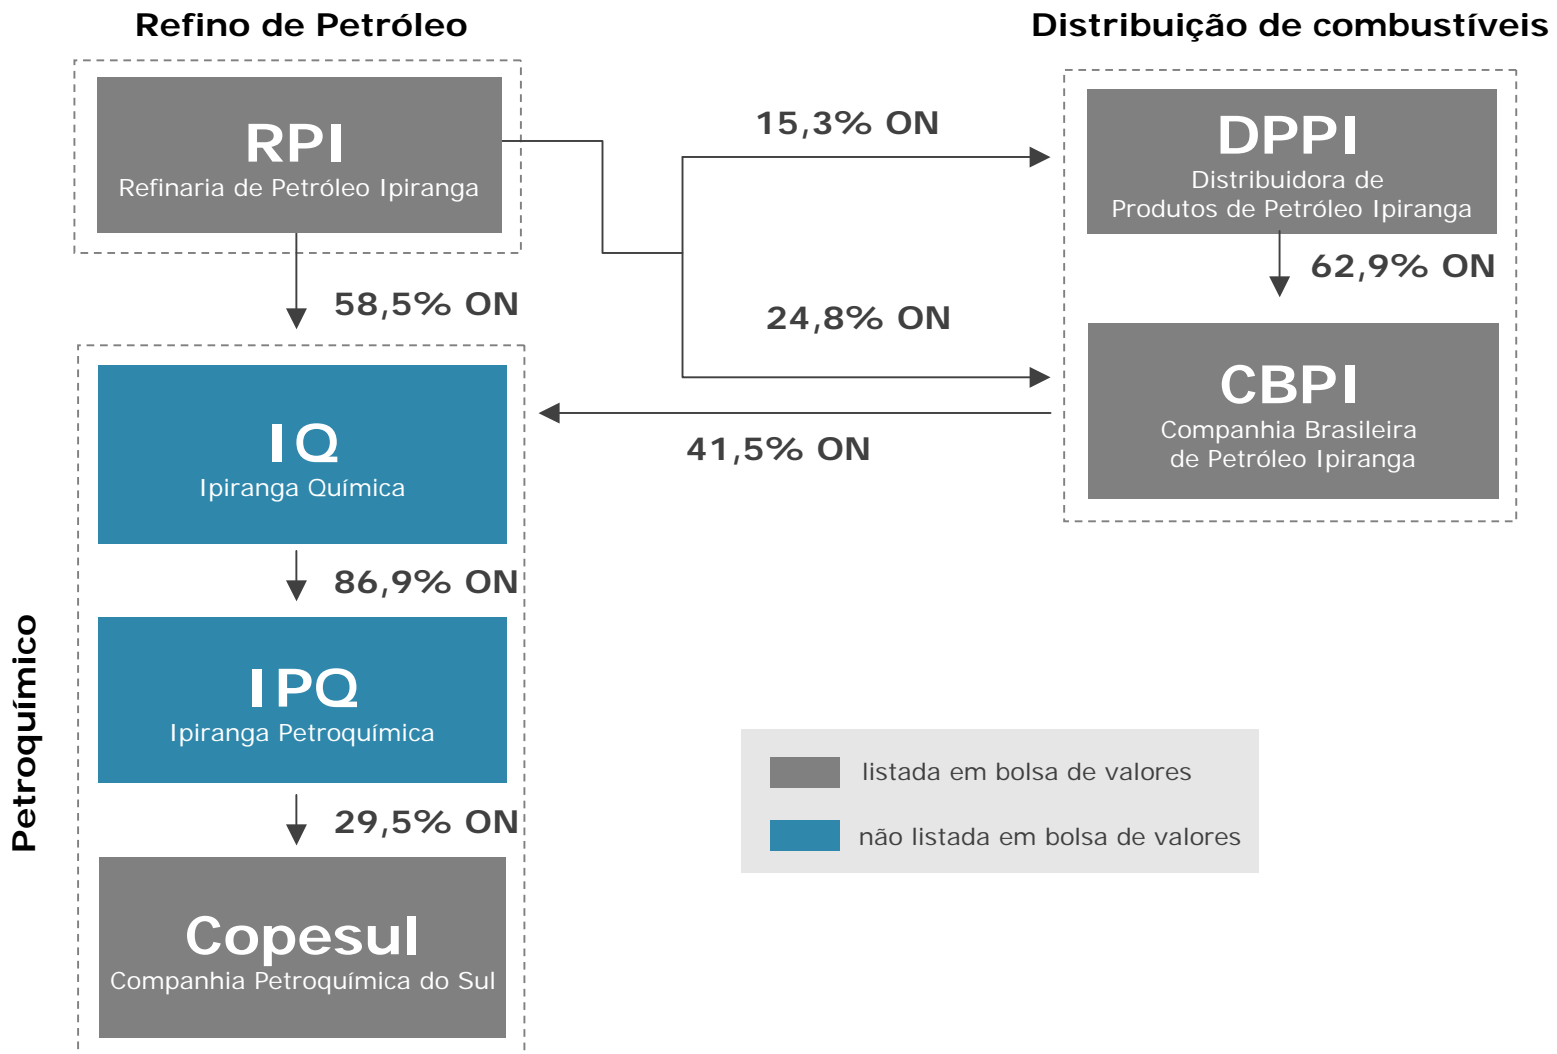 Refino de Petróleo
Distribuição de combustíveis
RPI
Refinaria de Petróleo Ipiranga
15,3% ON
DPPI
Distribuidora de
Produtos de Petróleo Ipiranga
62,9% ON
58,5% ON
24,8% ON
CBPI
Companhia Brasileira
de Petróleo Ipiranga
41,5% ON
IQ
Ipiranga Química
86,9% ON
Petroquímico
IPQ
Ipiranga Petroquímica
29,5% ON
Copesul
Companhia Petroquímica do Sul
listada em bolsa de valores
não listada em bolsa de valores